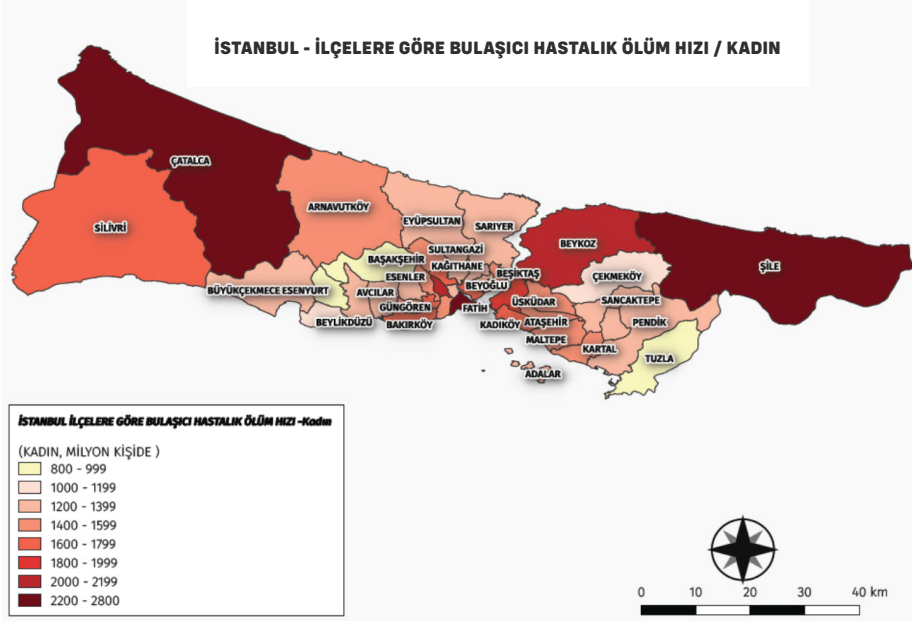 İSTANBUL - İLÇELERE GÖRE BULAŞICI HASTALIK ÖLÜM HIZI / KADIN
ÇATALCA
SİLİVRİ
ARNAVUTKÖY
EYÜPSULTAN
SARIYER
BEYKOZ
ŞİLE
SULTANGAZİ
BAŞAKŞEHİR
KAĞITHANE
BEŞİKTAŞ
ÇEKMEKÖY
ESENLER
BEYOĞLU
BÜYÜKÇEKMECE ESENYURT
AVCILAR
GÜNGÖREN
FATİH
ÜSKÜDAR
SANCAKTEPE
BEYLİKDÜZÜ
BAKIRKÖY
KADIKÖY
ATAŞEHİR
PENDİK
MALTEPE
KARTAL
TUZLA
ADALAR
İSTANBUL İLÇELERE GÖRE BULAŞICI HASTALIK ÖLÜM HIZI -Kadın
(KADIN, MİLYON KİŞİDE )
800 - 999
1000 - 1199
1200 - 1399
1400 - 1599
1600 - 1799
1800 - 1999
2000 - 2199
2200 - 2800
0 10 20 30 40 km